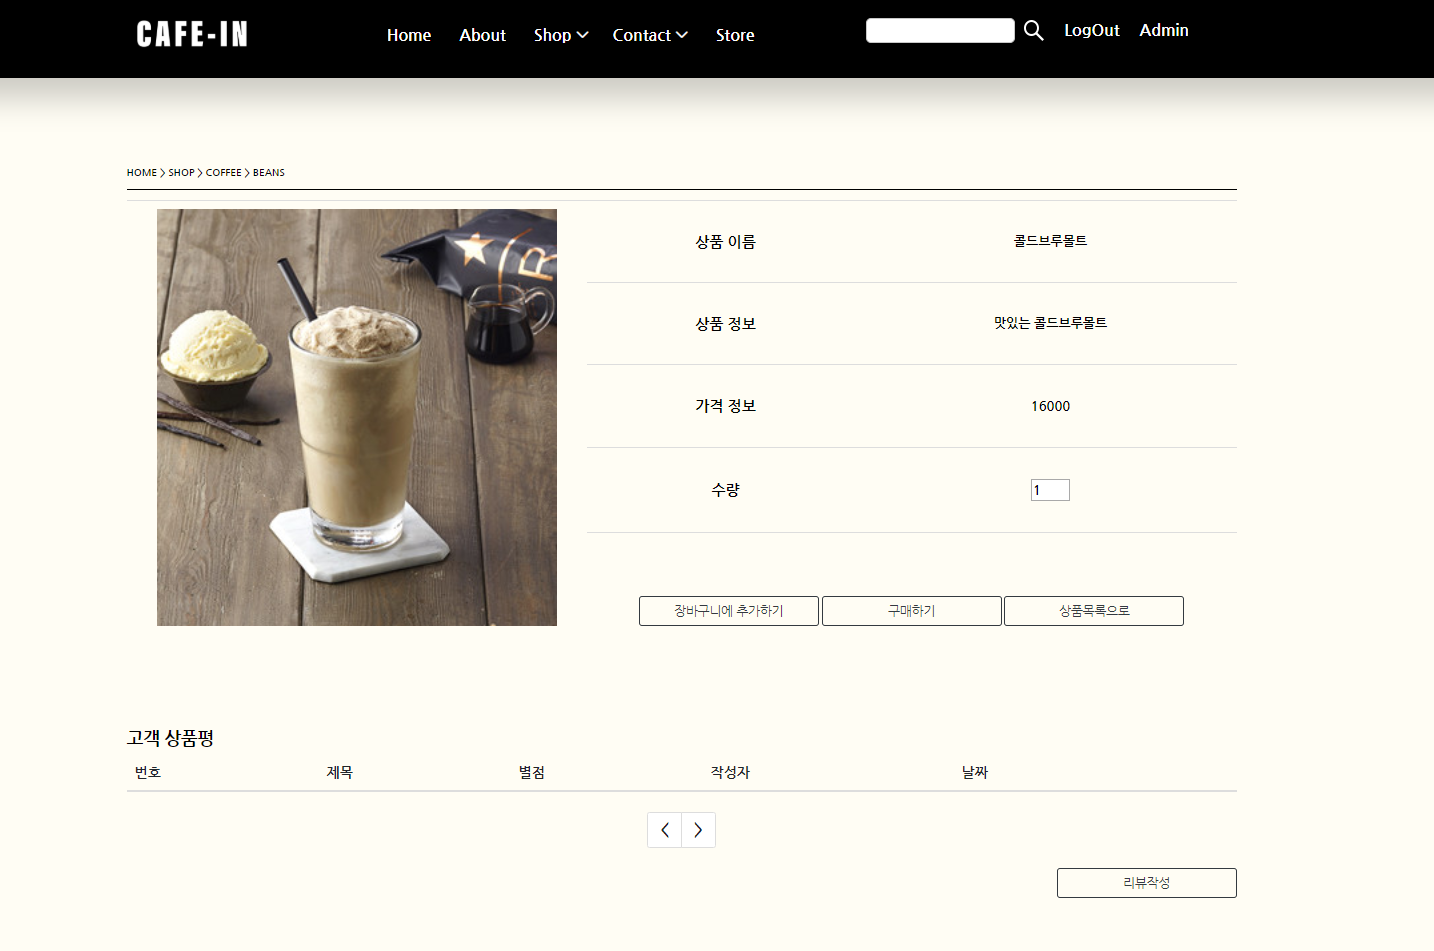 CAFE-IN
Home About Shop Contact Store
LogOut Admin
HOME > SHOP > COFFEE > BEANS
R
상품 이름 콜드브루몰트
상품 정보 맛있는 콜드브루몰트
가격 정보 16000
수량 1
장바구니에 추가하기 구매하기 상품목록으로
고객 상품평
번호 제목 별점 작성자 날짜
리뷰작성